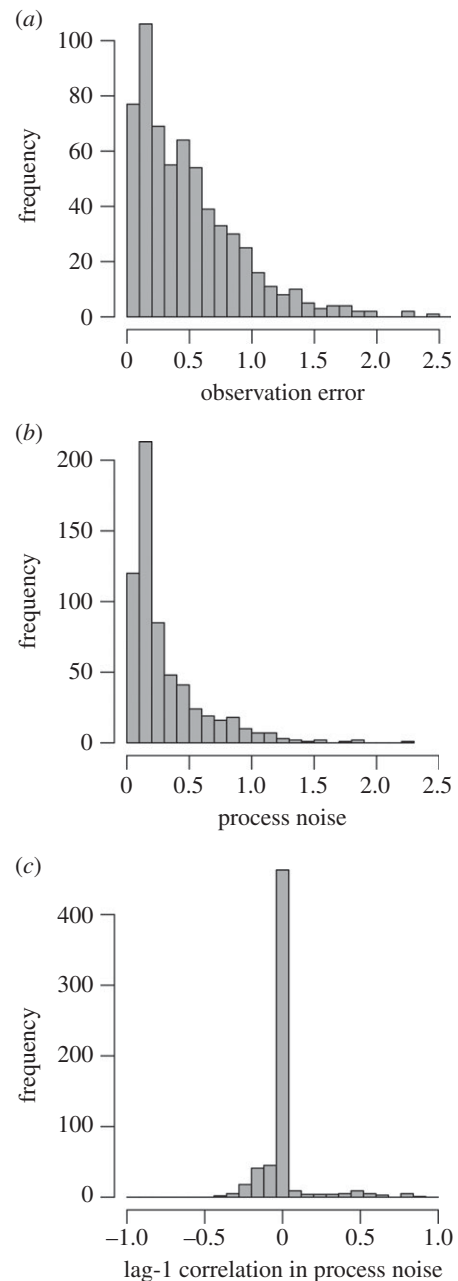 (a)
100
80
60
40
20
0
frequency
0 0.5 1.0 1.5 2.0 2.5
observation error
(b)
200
150
100
50
0
frequency
0 0.5 1.0 1.5 2.0 2.5
process noise
(c)
400
300
200
100
0
frequency
–1.0 –0.5 0 0.5 1.0
lag-1 correlation in process noise